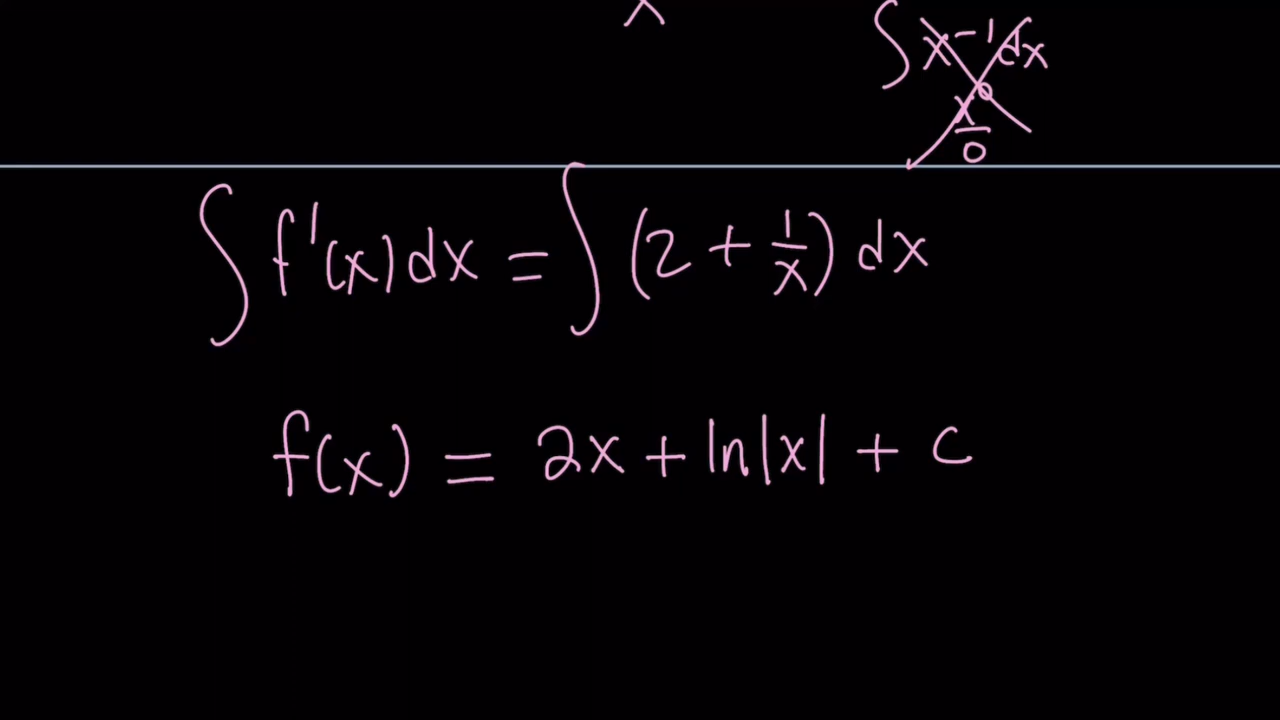 x
∫ x⁻¹ dx
x⁰/0
∫ f'(x) dx = ∫ (2 + 1/x) dx
f(x) = 2x + ln|x| + c